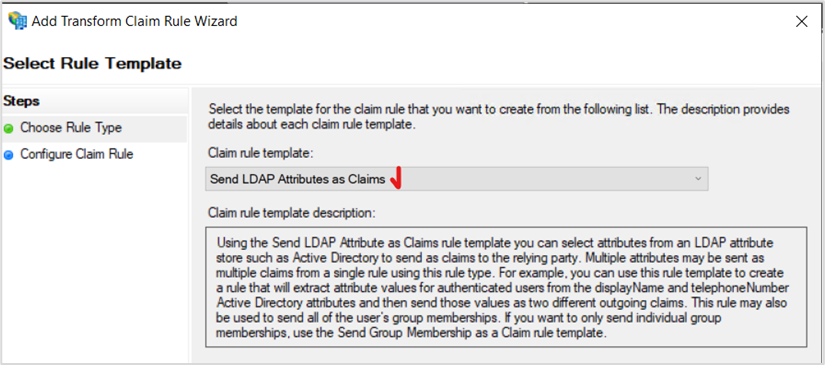 Add Transform Claim Rule Wizard
Select Rule Template
Steps
Choose Rule Type
Configure Claim Rule
Select the template for the claim rule that you want to create from the following list. The description provides
details about each claim rule template.
Claim rule template:
Send LDAP Attributes as Claims
Claim rule template description:
Using the Send LDAP Attribute as Claims rule template you can select attributes from an LDAP attribute
store such as Active Directory to send as claims to the relying party. Multiple attributes may be sent as
multiple claims from a single rule using this rule type. For example, you can use this rule template to create
a rule that will extract attribute values for authenticated users from the displayName and telephoneNumber
Active Directory attributes and then send those values as two different outgoing claims. This rule may also
be used to send all of the user's group memberships. If you want to only send individual group
memberships, use the Send Group Membership as a Claim rule template.